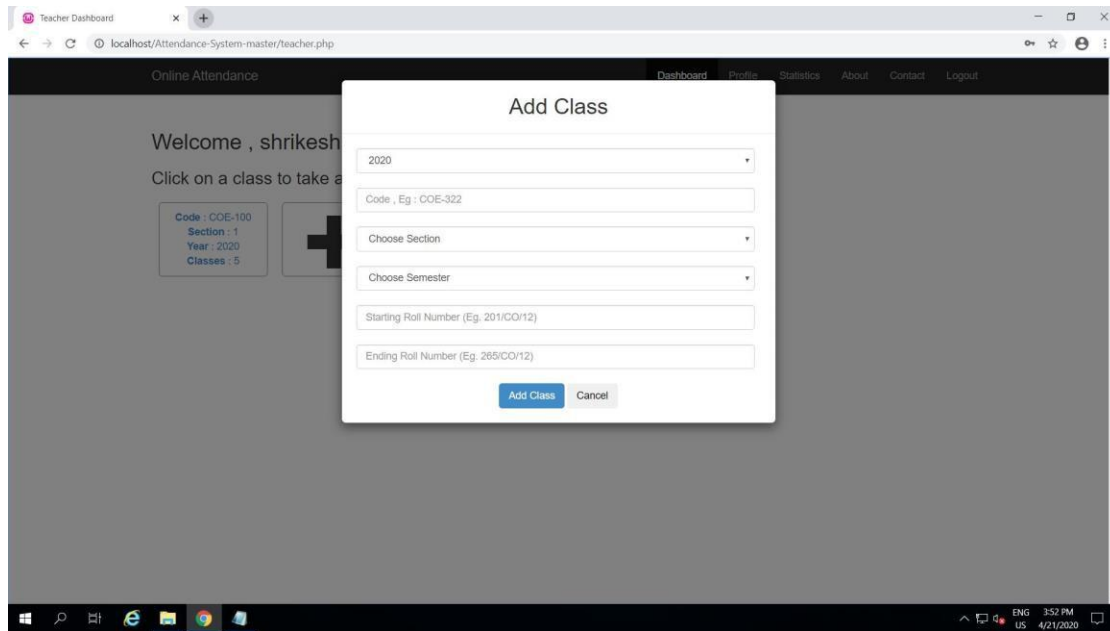 Teacher Dashboard
localhost/Attendance-System-master/teacher.php
Online Attendance
Dashboard Profile Statistics About Contact Logout
Add Class
Welcome , shrikesh
Click on a class to take a
Code : COE-100
Section : 1
Year : 2020
Classes : 5
2020
Code , Eg : COE-322
Choose Section
Choose Semester
Starting Roll Number (Eg. 201/CO/12)
Ending Roll Number (Eg. 265/CO/12)
Add Class Cancel
ENG 3:52 PM
US 4/21/2020